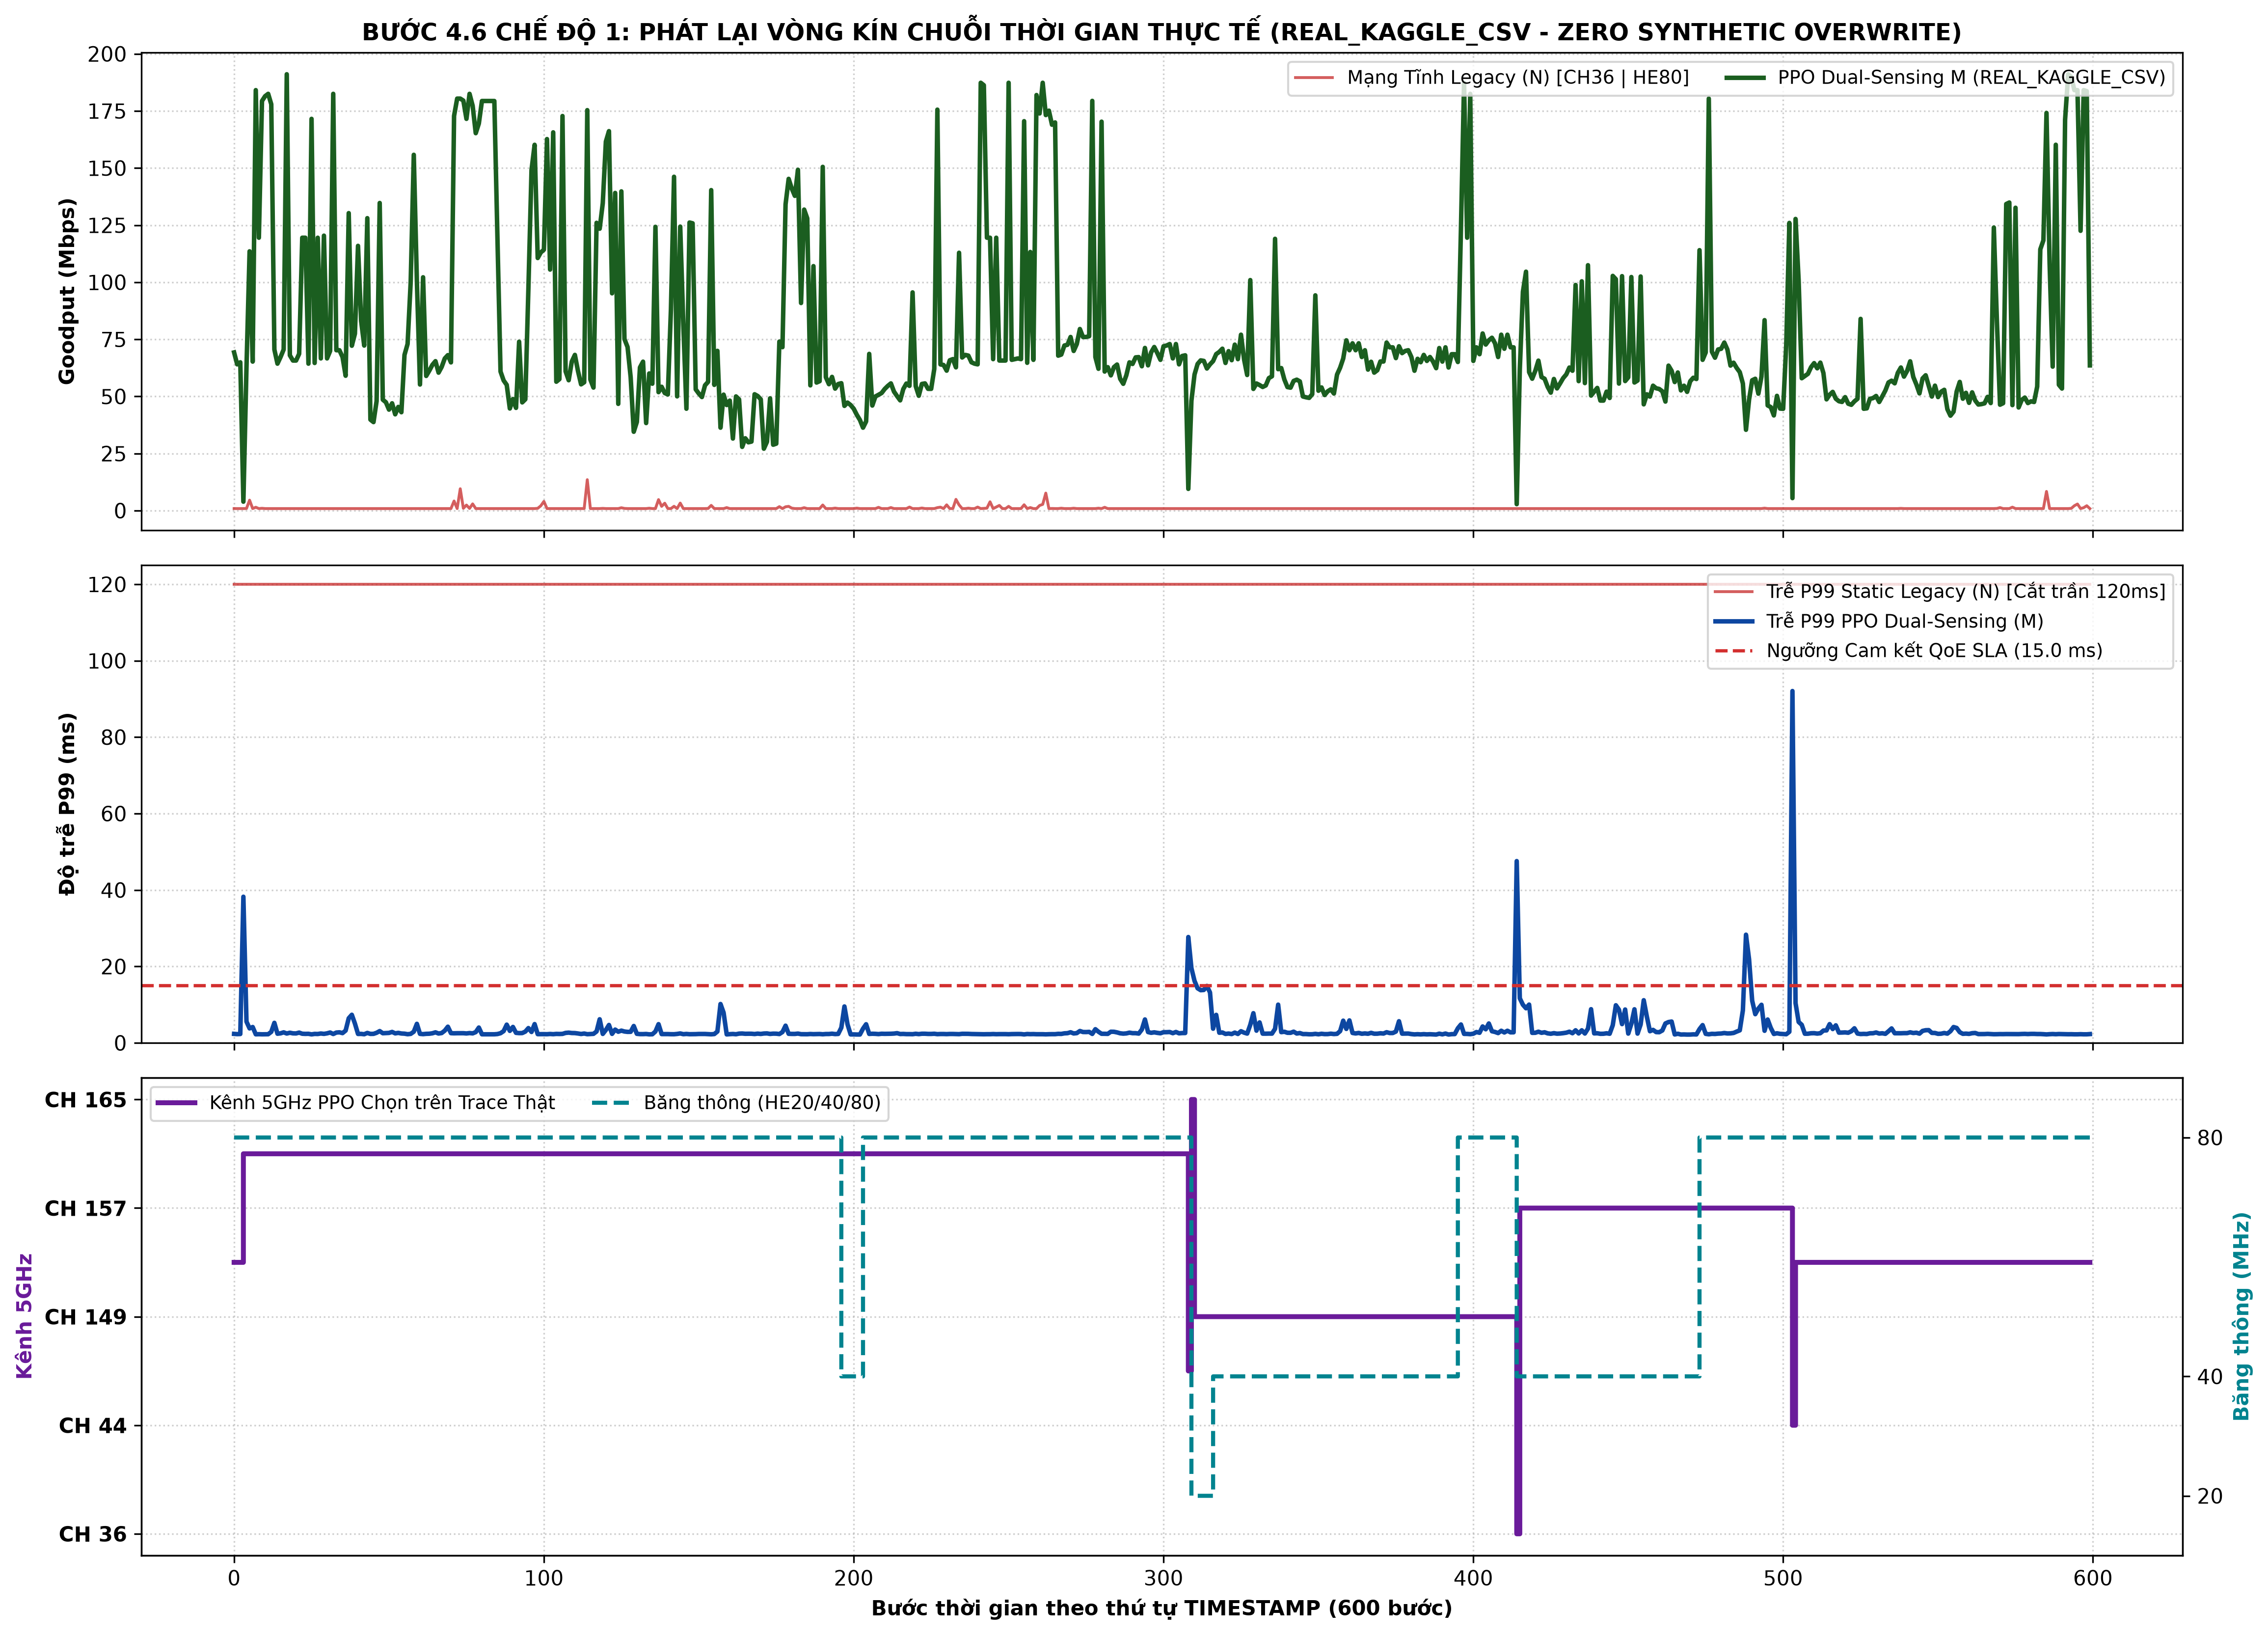 BƯỚC 4.6 CHẾ ĐỘ 1: PHÁT LẠI VÒNG KÍN CHUỖI THỜI GIAN THỰC TẾ (REAL_KAGGLE_CSV - ZERO SYNTHETIC OVERWRITE)
Mạng Tĩnh Legacy (N) [CH36 | HE80]
PPO Dual-Sensing M (REAL_KAGGLE_CSV)
Goodput (Mbps)
200
175
150
125
100
75
50
25
0
Trễ P99 Static Legacy (N) [Cắt trần 120ms]
Trễ P99 PPO Dual-Sensing (M)
Ngưỡng Cam kết QoE SLA (15.0 ms)
Độ trễ P99 (ms)
120
100
80
60
40
20
0
Kênh 5GHz PPO Chọn trên Trace Thật
Băng thông (HE20/40/80)
Kênh 5GHz
CH 165
CH 157
CH 149
CH 44
CH 36
80
40
20
Băng thông (MHz)
0
100
200
300
400
500
600
Bước thời gian theo thứ tự TIMESTAMP (600 bước)